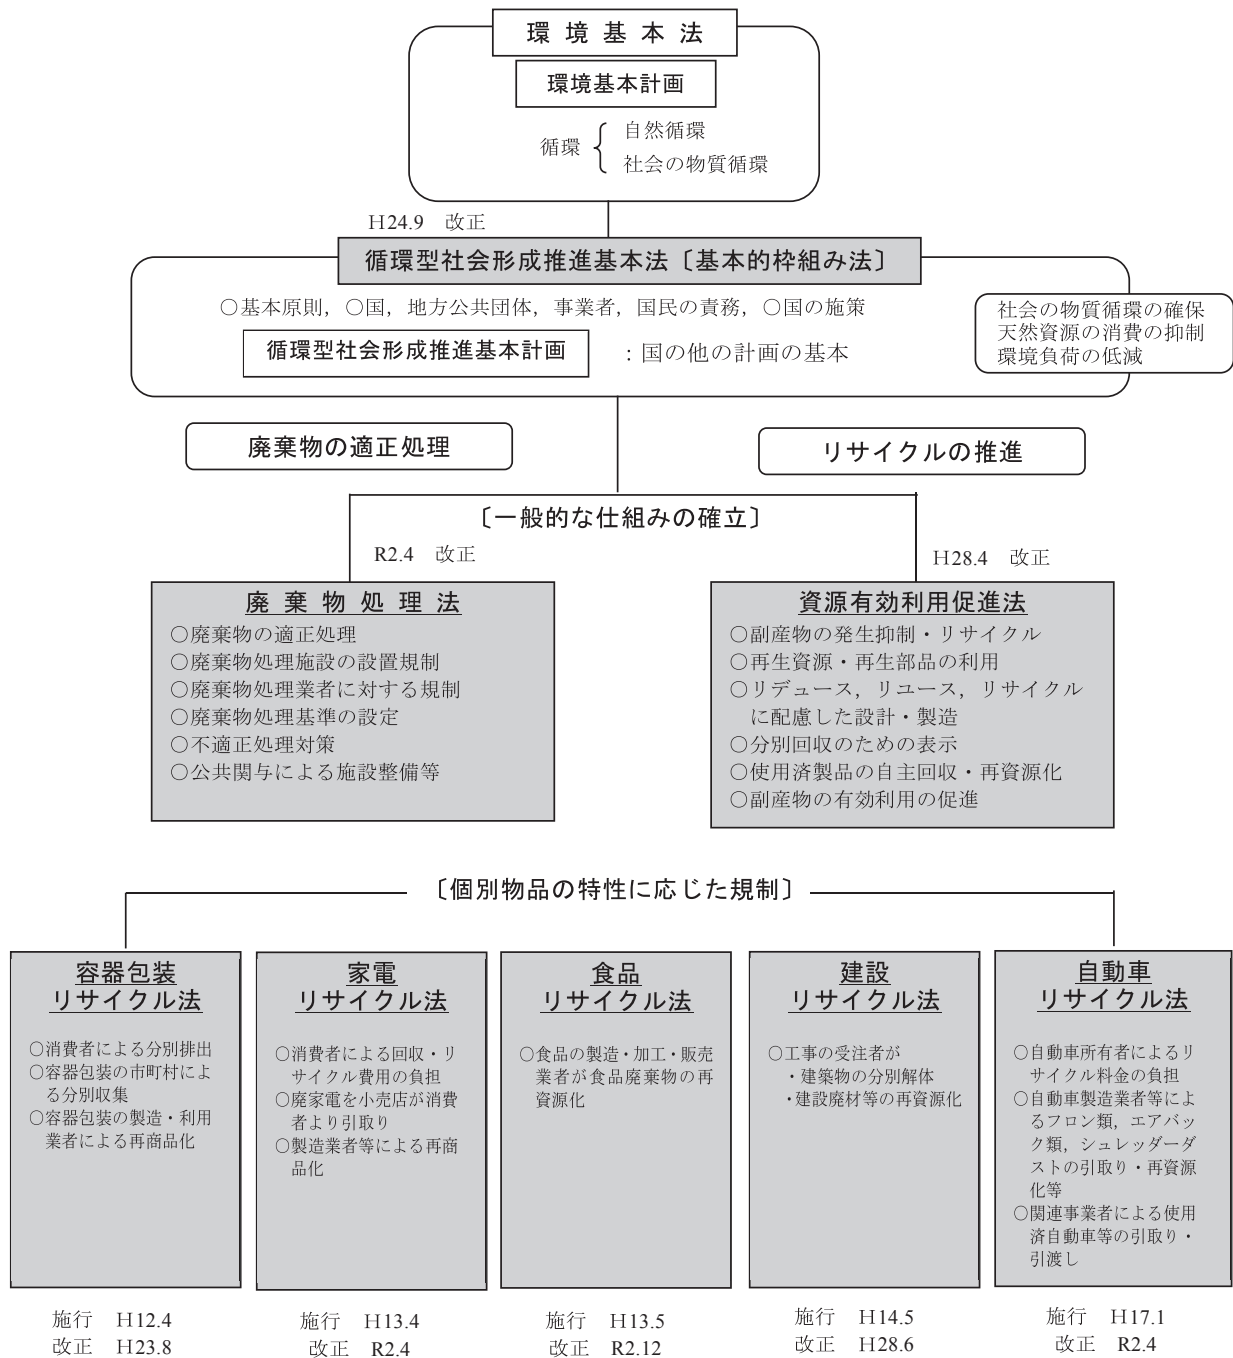 環境基本法
環境基本計画
循環
自然循環
社会の物質循環
H24.9 改正
循環型社会形成推進基本法〔基本的枠組み法〕
○基本原則，○国，地方公共団体，事業者，国民の責務，○国の施策
循環型社会形成推進基本計画
：国の他の計画の基本
社会の物質循環の確保
天然資源の消費の抑制
環境負荷の低減
廃棄物の適正処理
リサイクルの推進
〔一般的な仕組みの確立〕
R2.4 改正
H28.4 改正
廃棄物処理法
○廃棄物の適正処理
○廃棄物処理施設の設置規制
○廃棄物処理業者に対する規制
○廃棄物処理基準の設定
○不適正処理対策
○公共関与による施設整備等
資源有効利用促進法
○副産物の発生抑制・リサイクル
○再生資源・再生部品の利用
○リデュース，リユース，リサイクル
に配慮した設計・製造
○分別回収のための表示
○使用済製品の自主回収・再資源化
○副産物の有効利用の促進
〔個別物品の特性に応じた規制〕
容器包装
リサイクル法
○消費者による分別排出
○容器包装の市町村によ
る分別収集
○容器包装の製造・利用
業者による再商品化
施行 H12.4
改正 H23.8
家電
リサイクル法
○消費者による回収・リ
サイクル費用の負担
○廃家電を小売店が消費
者より引取り
○製造業者等による再商
品化
施行 H13.4
改正 R2.4
食品
リサイクル法
○食品の製造・加工・販売
業者が食品廃棄物の再
資源化
施行 H13.5
改正 R2.12
建設
リサイクル法
○工事の受注者が
・建築物の分別解体
・建設廃材等の再資源化
施行 H14.5
改正 H28.6
自動車
リサイクル法
○自動車所有者によるリ
サイクル料金の負担
○自動車製造業者等によ
るフロン類，エアバック
類，シュレッダーダ
ストの引取り・再資源
化等
○関連事業者による使用
済自動車等の引取り・
引渡し
施行 H17.1
改正 R2.4